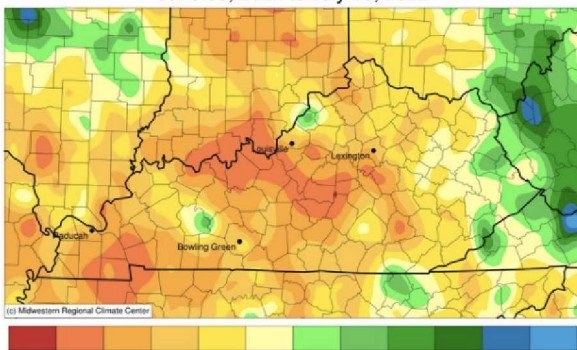 Louisville
Lexington
Paducah
Bowling Green
(c) Midwestern Regional Climate Center